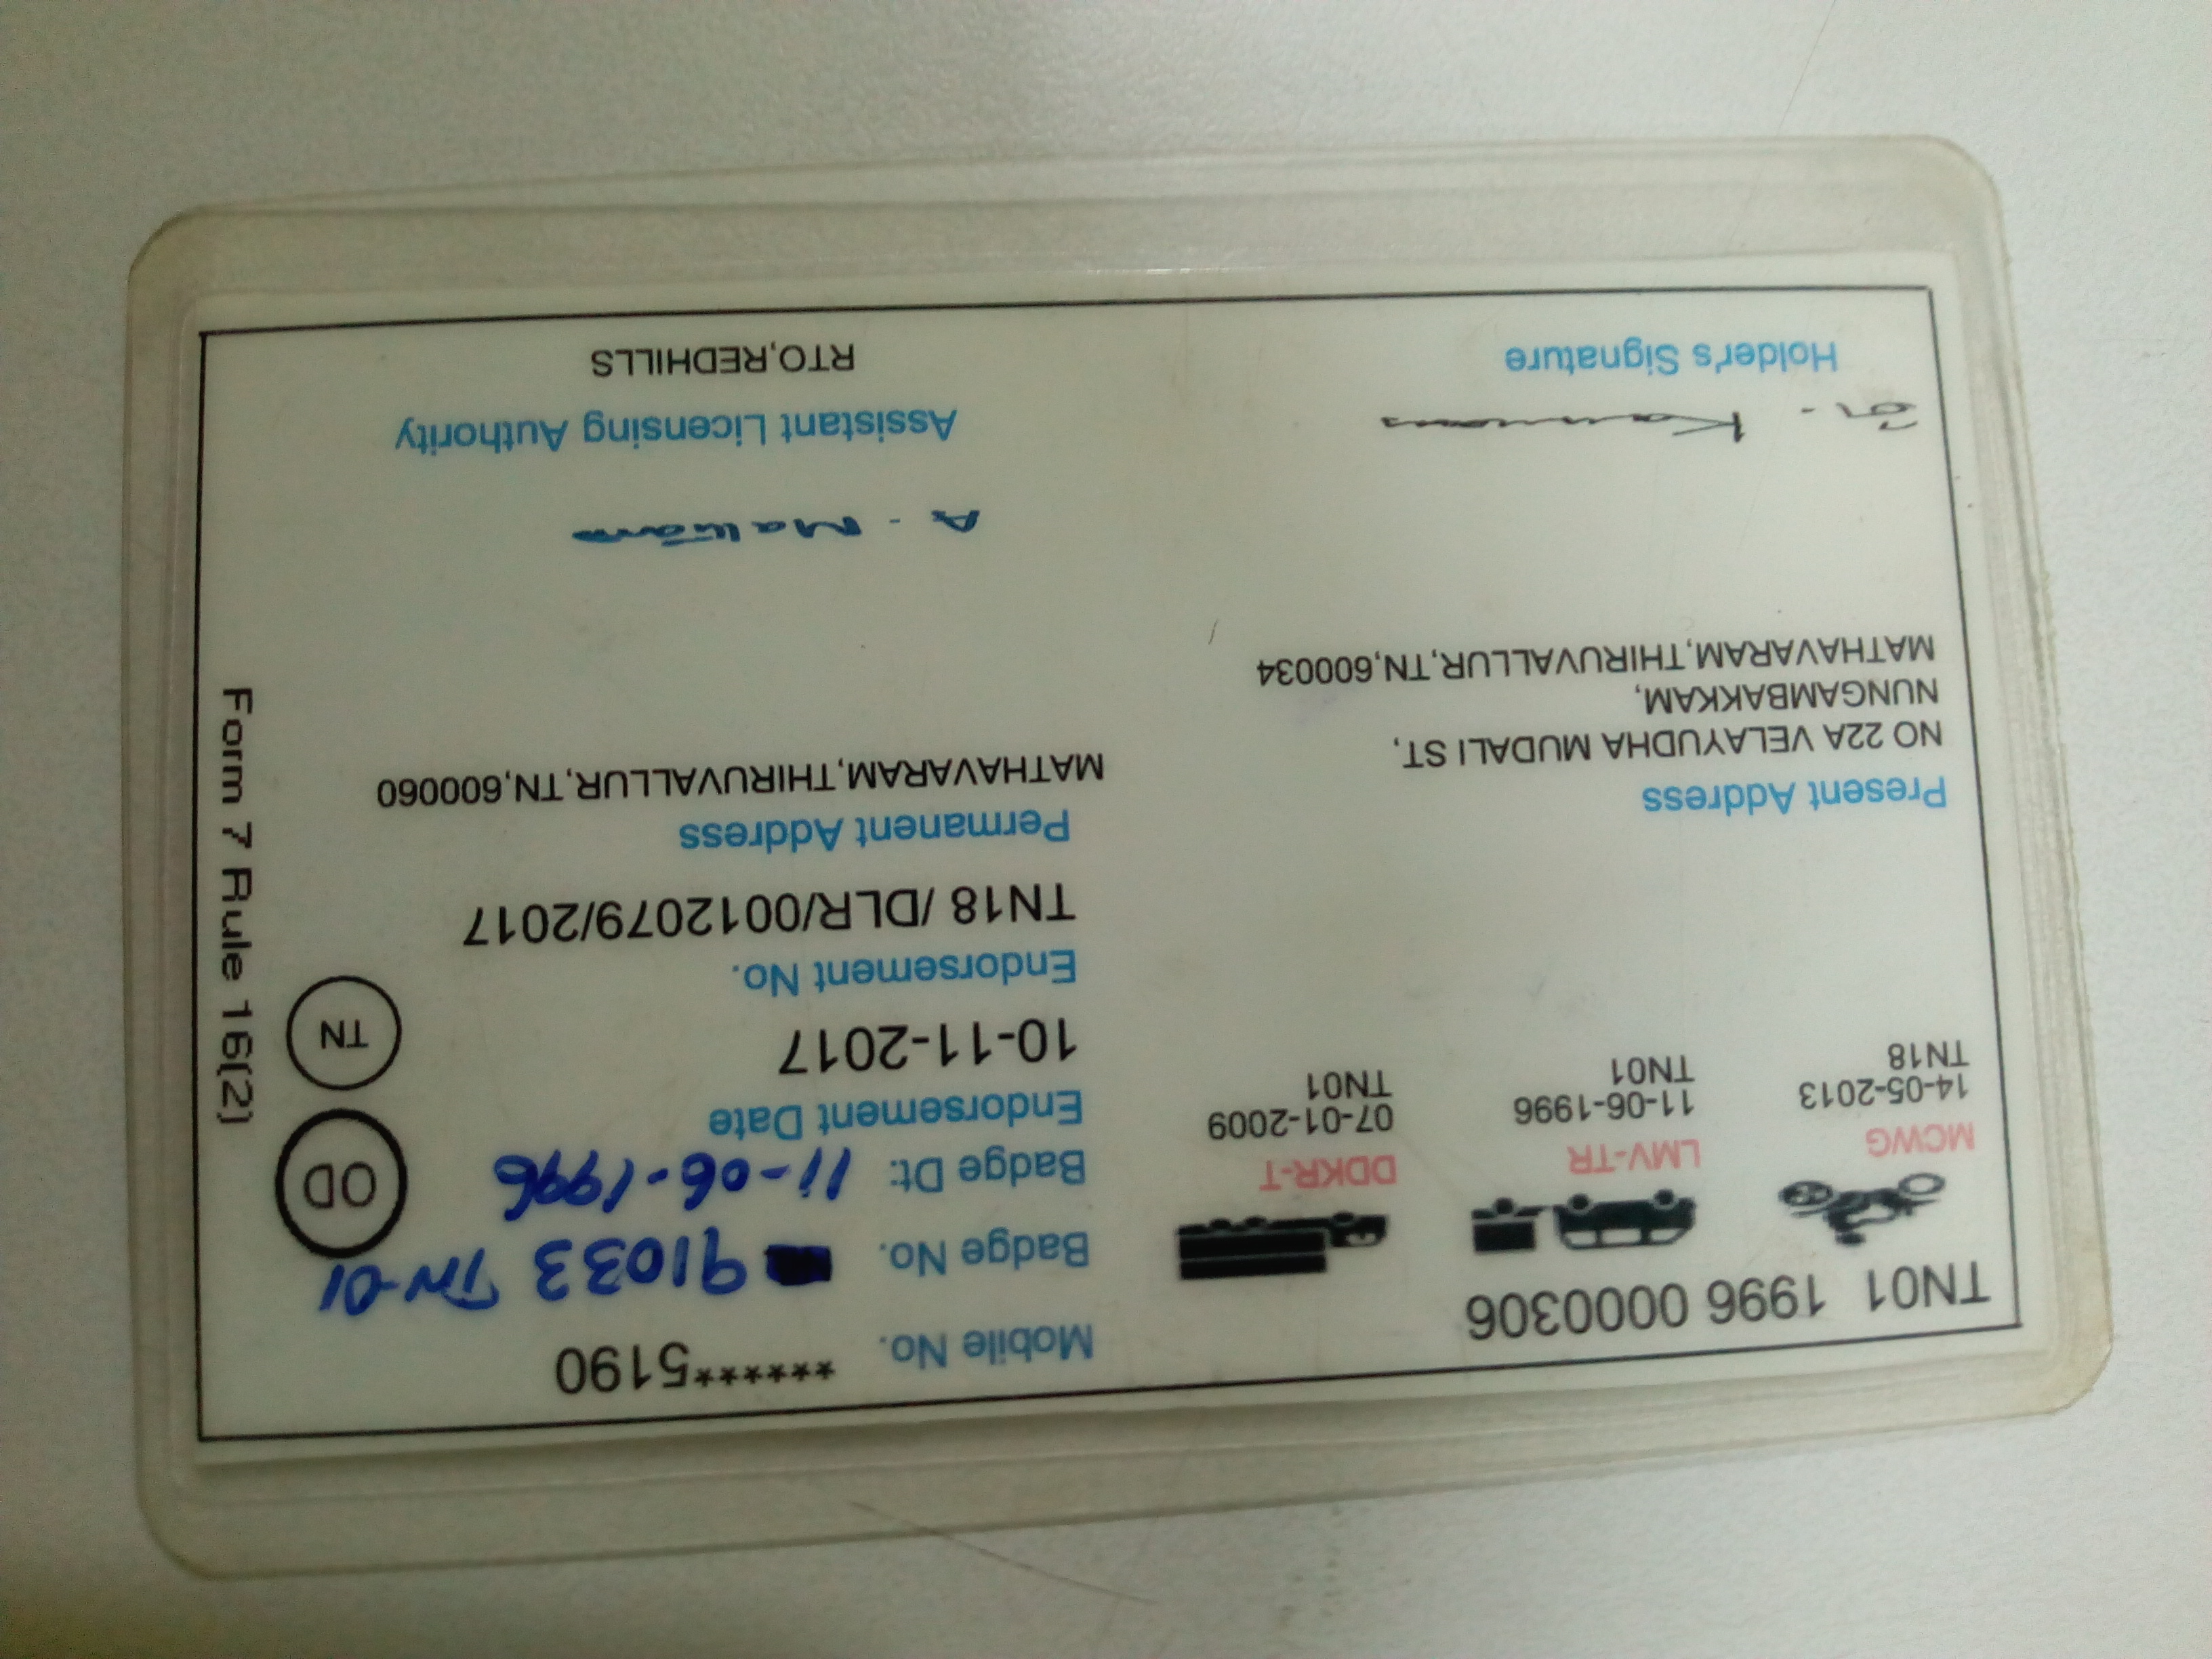 TN01 1996 0000306
MCWG
14-05-2013
TN18
LMV-TR
11-06-1996
TN01
DDKR-T
07-01-2009
TN01
Present Address
NO 22A VELAYUDHA MUDALI ST,
NUNGAMBAKKAM,
MATHAVARAM,THIRUVALLUR,TN,600034
Holder's Signature
Mobile No. ******5190
Badge No. 91033 TN-01
Badge Dt: 11-06-1996
Endorsement Date
10-11-2017
Endorsement No.
TN18 /DLR/0012079/2017
Permanent Address
MATHAVARAM,THIRUVALLUR,TN,600060
Assistant Licensing Authority
RTO,REDHILLS
OD
TN
Form 7 Rule 16(2)